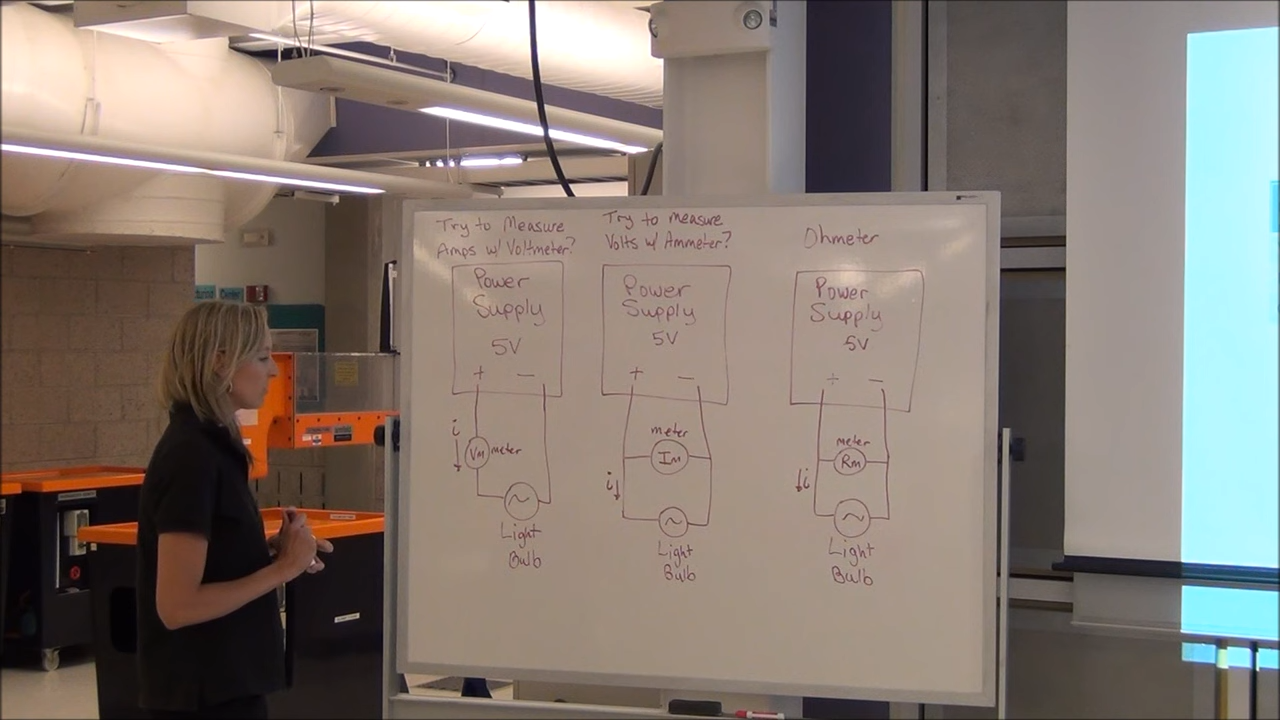 Try to Measure
Amps w/ Voltmeter?
Power
Supply
5V
+ −
i
Vm meter
Light
Bulb
Try to measure
Volts w/ Ammeter?
Power
Supply
5V
+ −
meter
Im
i
Light
Bulb
Ohmeter
Power
Supply
5V
+ −
meter
Rm
i
Light
Bulb